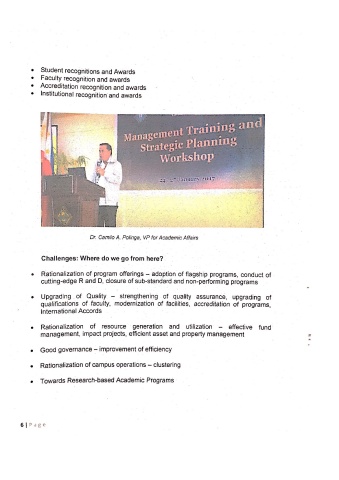 • Student recognitions and Awards
• Faculty recognition and awards
• Accreditation recognition and awards
• Institutional recognition and awards
Management Training and
Strategic Planning
Workshop
Dr. Camilo A. Polinga, VP for Academic Affairs
Challenges: Where do we go from here?
• Rationalization of program offerings – adoption of flagship programs, conduct of
cutting-edge R and D, closure of sub-standard and non-performing programs
• Upgrading of Quality – strengthening of quality assurance, upgrading of
qualifications of faculty, modernization of facilities, accreditation of programs,
International Accords
• Rationalization of resource generation and utilization – effective fund
management, impact projects, efficient asset and property management
• Good governance – improvement of efficiency
• Rationalization of campus operations – clustering
• Towards Research-based Academic Programs
6 | Page